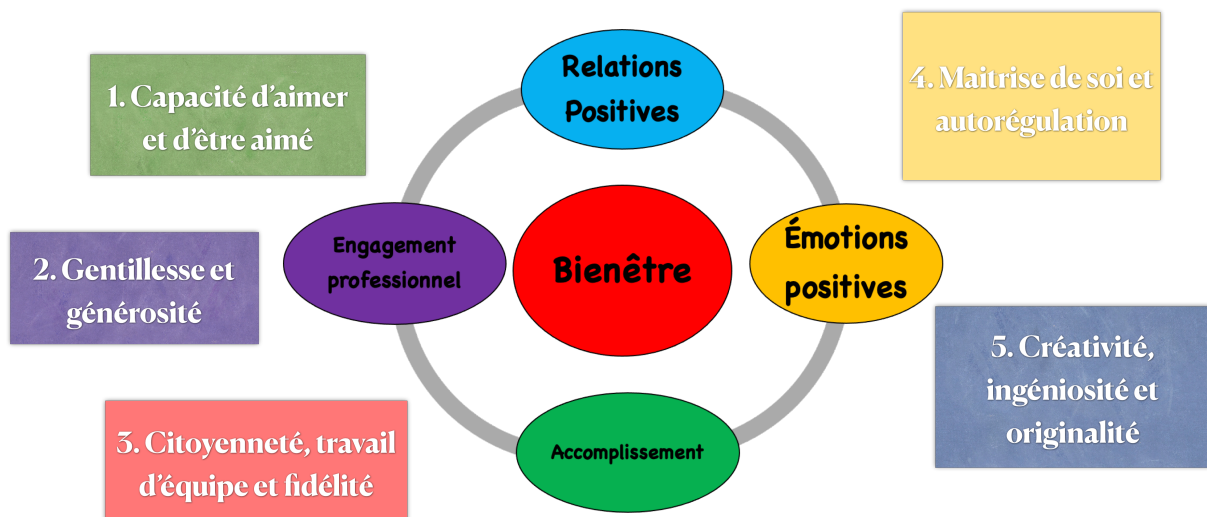 1. Capacité d'aimer
et d'être aimé
2. Gentillesse et
générosité
3. Citoyenneté, travail
d'équipe et fidélité
Relations
Positives
Engagement
professionnel
Bienêtre
Émotions
positives
Accomplissement
4. Maitrise de soi et
autorégulation
5. Créativité,
ingéniosité et
originalité